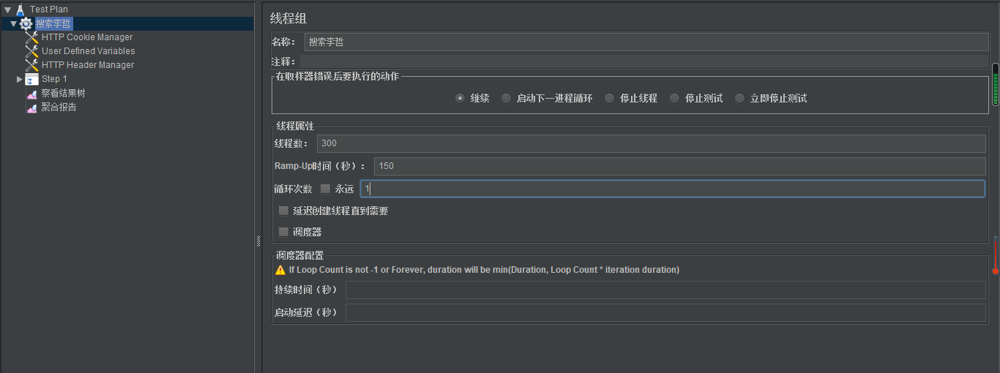 Test Plan
搜索李哲
HTTP Cookie Manager
User Defined Variables
HTTP Header Manager
Step 1
察看结果树
聚合报告
线程组
名称： 搜索李哲
注释：
在取样器错误后要执行的动作
继续 启动下一进程循环 停止线程 停止测试 立即停止测试
线程属性
线程数： 300
Ramp-Up时间（秒）： 150
循环次数 永远 1
延迟创建线程直到需要
调度器
调度器配置
If Loop Count is not -1 or Forever, duration will be min(Duration, Loop Count * iteration duration)
持续时间（秒）
启动延迟（秒）